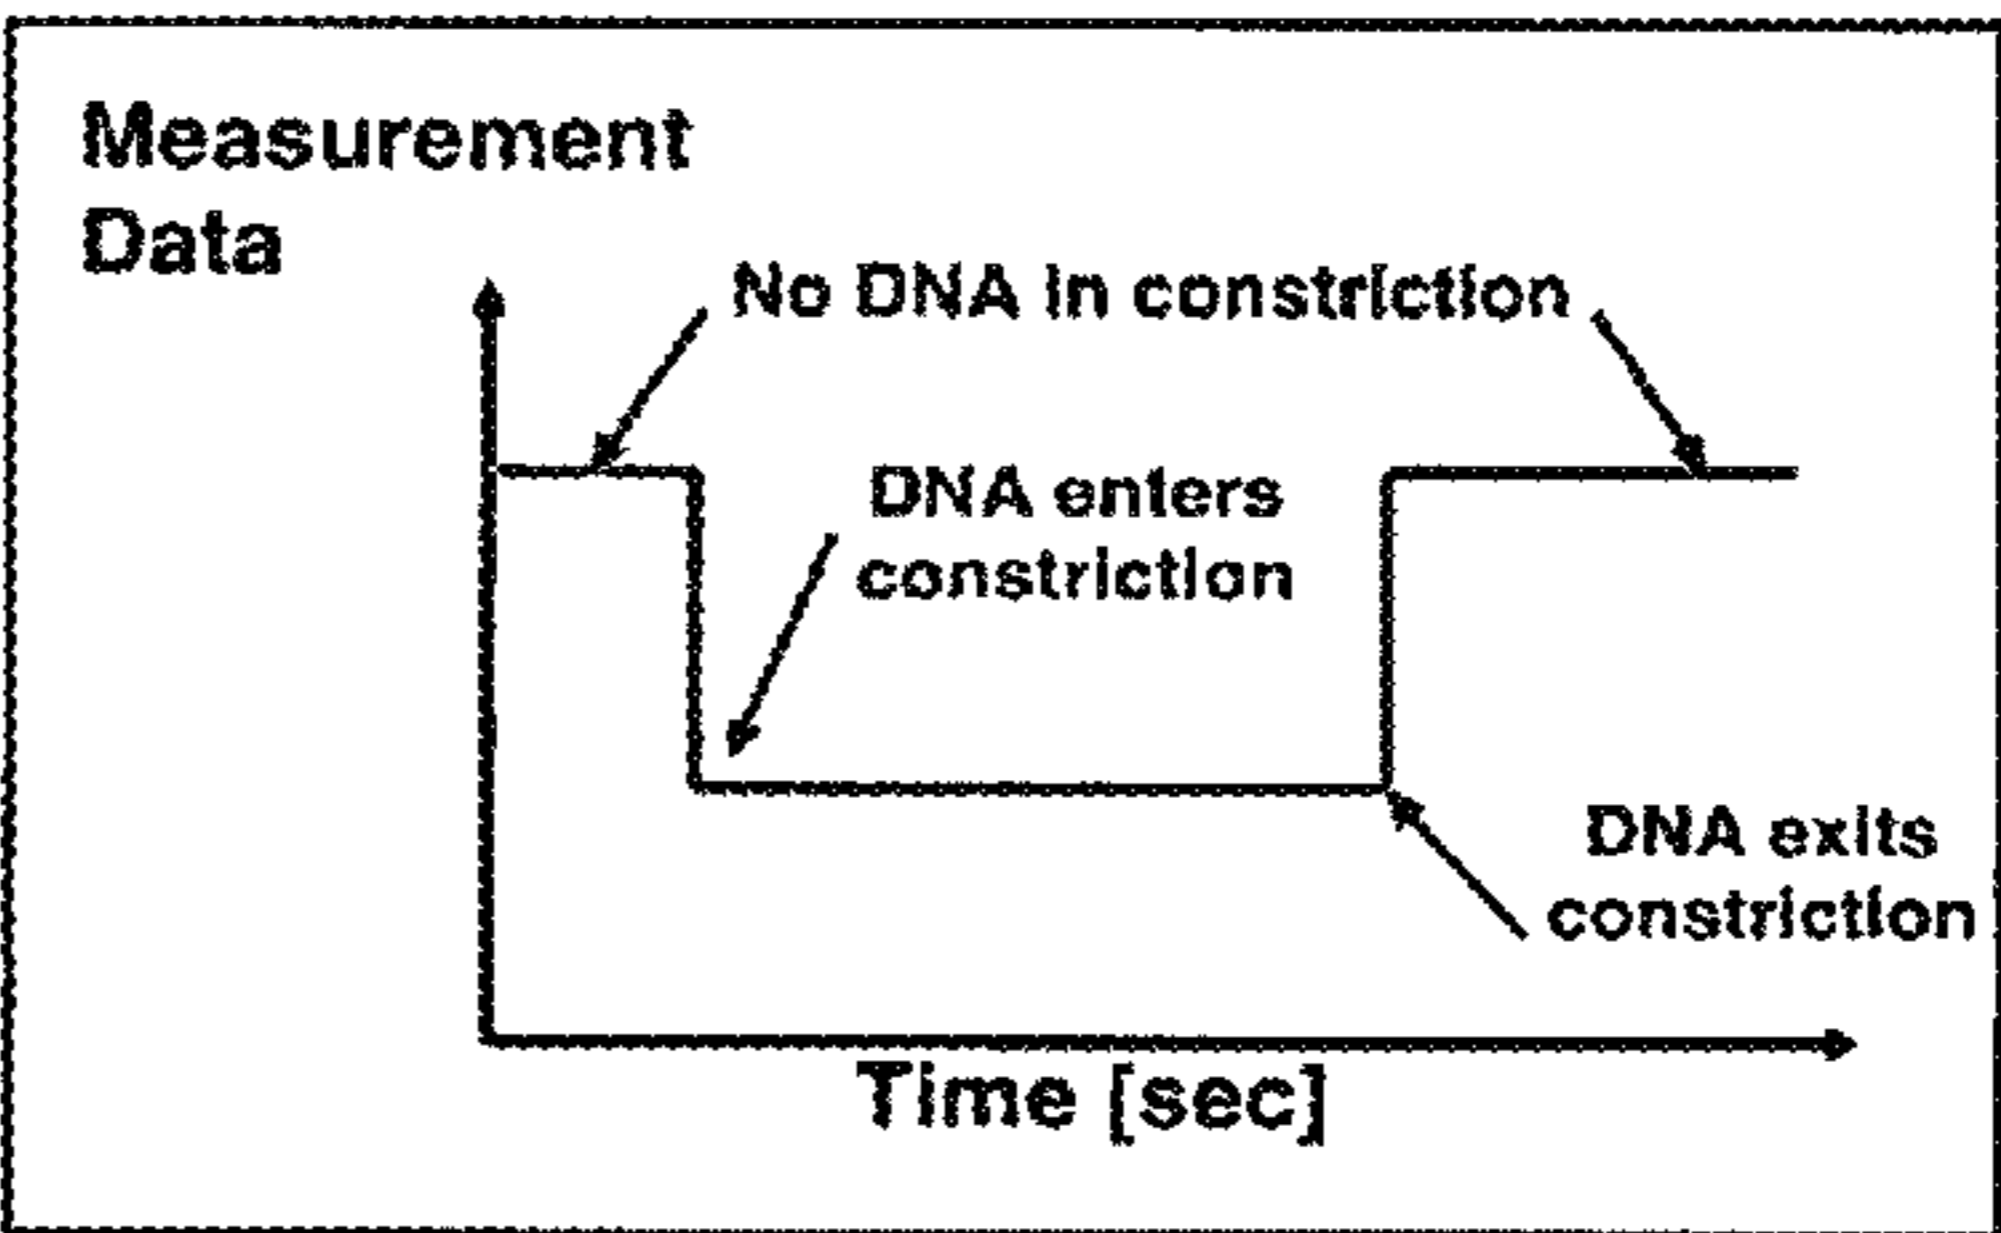 Measurement
Data
No DNA in constriction
DNA enters
constriction
DNA exits
constriction
Time [sec]